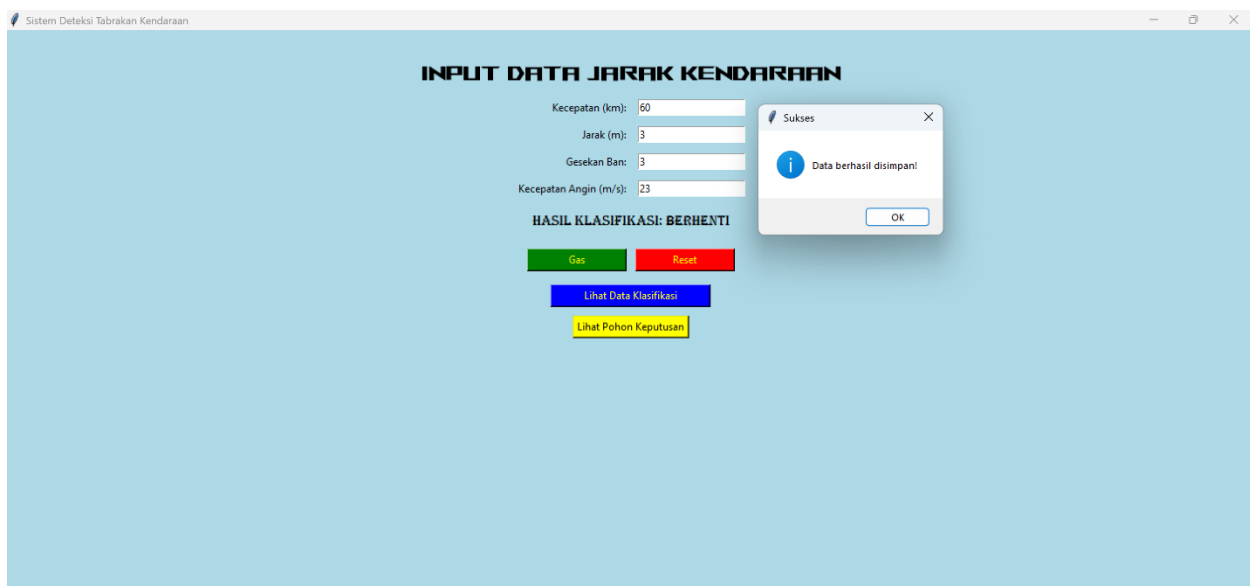 Sistem Deteksi Tabrakan Kendaraan
INPUT DATA JARAK KENDARAAN
Kecepatan (km): 60
Jarak (m): 3
Gesekan Ban: 3
Kecepatan Angin (m/s): 23
HASIL KLASIFIKASI: BERHENTI
Gas Reset
Lihat Data Klasifikasi
Lihat Pohon Keputusan
Sukses
Data berhasil disimpan!
OK